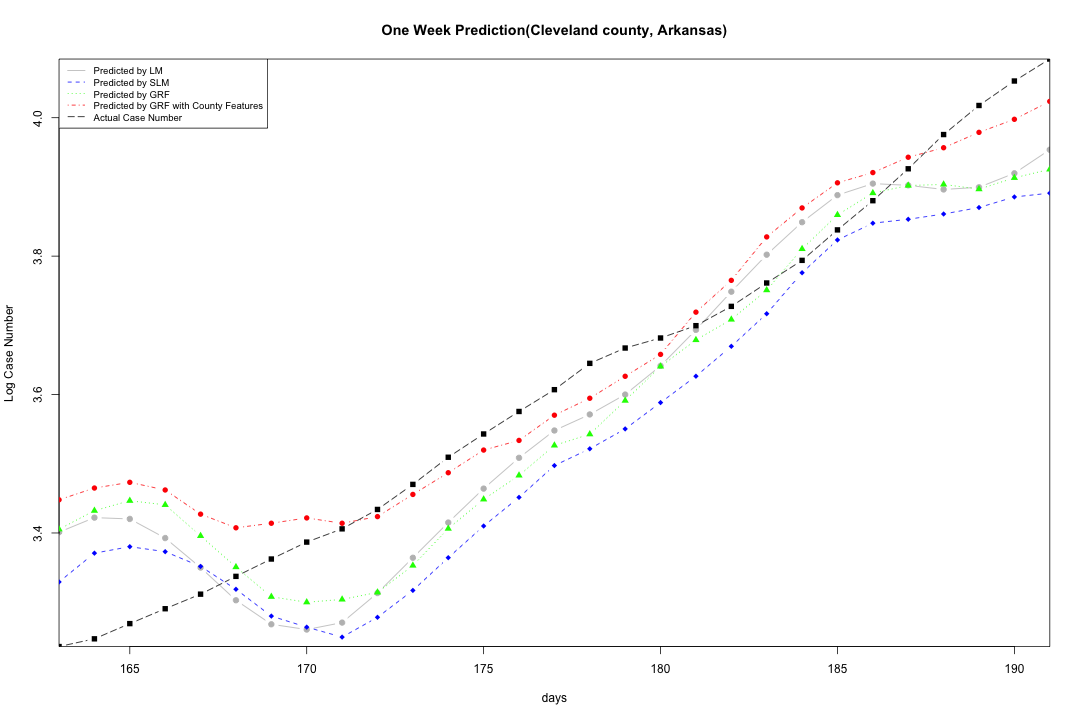 One Week Prediction(Cleveland county, Arkansas)
Predicted by LM
Predicted by SLM
Predicted by GRF
Predicted by GRF with County Features
Actual Case Number
Log Case Number
4.0
3.8
3.6
3.4
165 170 175 180 185 190
days